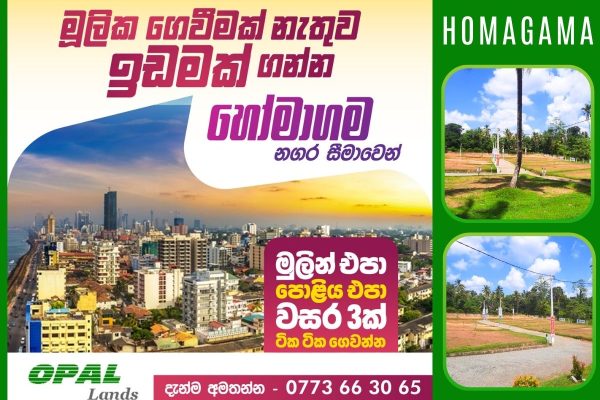 මූලික ගෙවීමක් නැතුව
ඉඩමක් ගන්න
හෝමාගම
නගර සීමාවෙන්
මුලින් එපා
පොළිය එපා
වසර 3ක්
ටික ටික ගෙවන්න
OPAL
Lands
දැන්ම අමතන්න - 0773 66 30 65
HOMAGAMA